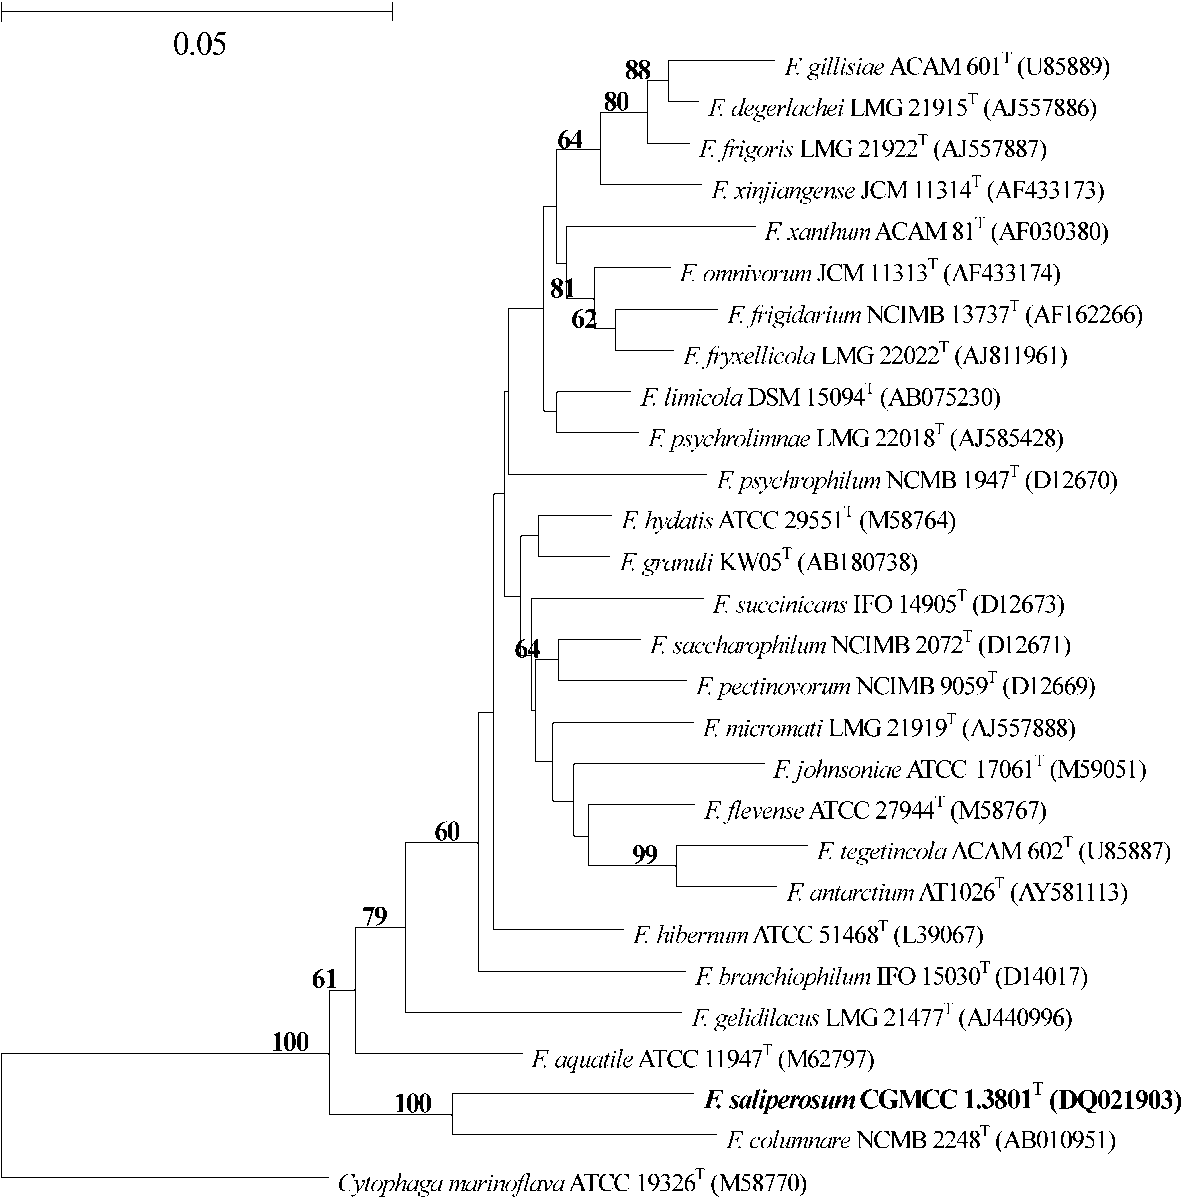 0.05
88 F. gillisiae ACAM 601T (U85889)
80 F. degerlachei LMG 21915T (AJ557886)
64 F. frigoris LMG 21922T (AJ557887)
F. xinjiangense JCM 11314T (AF433173)
F. xanthum ACAM 81T (AF030380)
F. omnivorum JCM 11313T (AF433174)
81
62 F. frigidarium NCIMB 13737T (AF162266)
F. fryxellicola LMG 22022T (AJ811961)
F. limicola DSM 15094T (AB075230)
F. psychrolimnae LMG 22018T (AJ585428)
F. psychrophilum NCMB 1947T (D12670)
F. hydatis ATCC 29551T (M58764)
F. granuli KW05T (AB180738)
F. succinicans IFO 14905T (D12673)
64 F. saccharophilum NCIMB 2072T (D12671)
F. pectinovorum NCIMB 9059T (D12669)
F. micromati LMG 21919T (AJ557888)
F. johnsoniae ATCC 17061T (M59051)
F. flevense ATCC 27944T (M58767)
60 99 F. tegetincola ACAM 602T (U85887)
F. antarctium AT1026T (AY581113)
79 F. hibernum ATCC 51468T (L39067)
61 F. branchiophilum IFO 15030T (D14017)
F. gelidilacus LMG 21477T (AJ440996)
100 F. aquatile ATCC 11947T (M62797)
100 F. saliperosum CGMCC 1.3801T (DQ021903)
F. columnare NCMB 2248T (AB010951)
Cytophaga marinoflava ATCC 19326T (M58770)